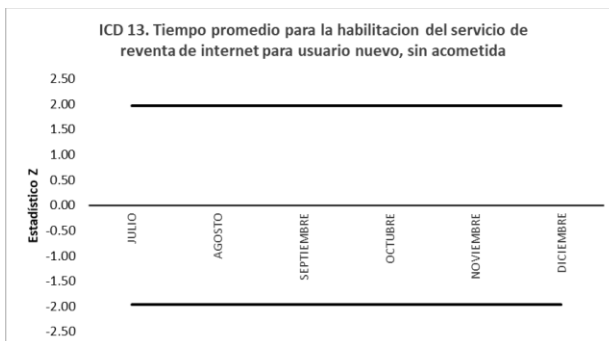 ICD 13. Tiempo promedio para la habilitacion del servicio de
reventa de internet para usuario nuevo, sin acometida
Estadístico Z
2.50
2.00
1.50
1.00
0.50
0.00
-0.50
-1.00
-1.50
-2.00
-2.50
JULIO
AGOSTO
SEPTIEMBRE
OCTUBRE
NOVIEMBRE
DICIEMBRE